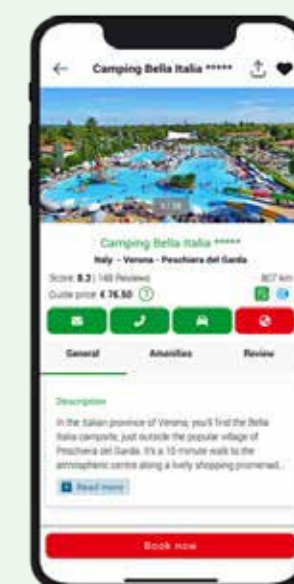 Camping Bella Italia *****
Camping Bella Italia *****
Italy - Verona - Peschiera del Garda
Score 8.3 | 148 Reviews 807 km
Guide price € 76.50 ?
General Amenities Review
Description
In the Italian province of Verona, you'll find the Bella
Italia campsite, just outside the popular village of
Peschiera del Garda. It's a 10-minute walk to the
atmospheric centre along a lively shopping promenad...
Read more
Book now